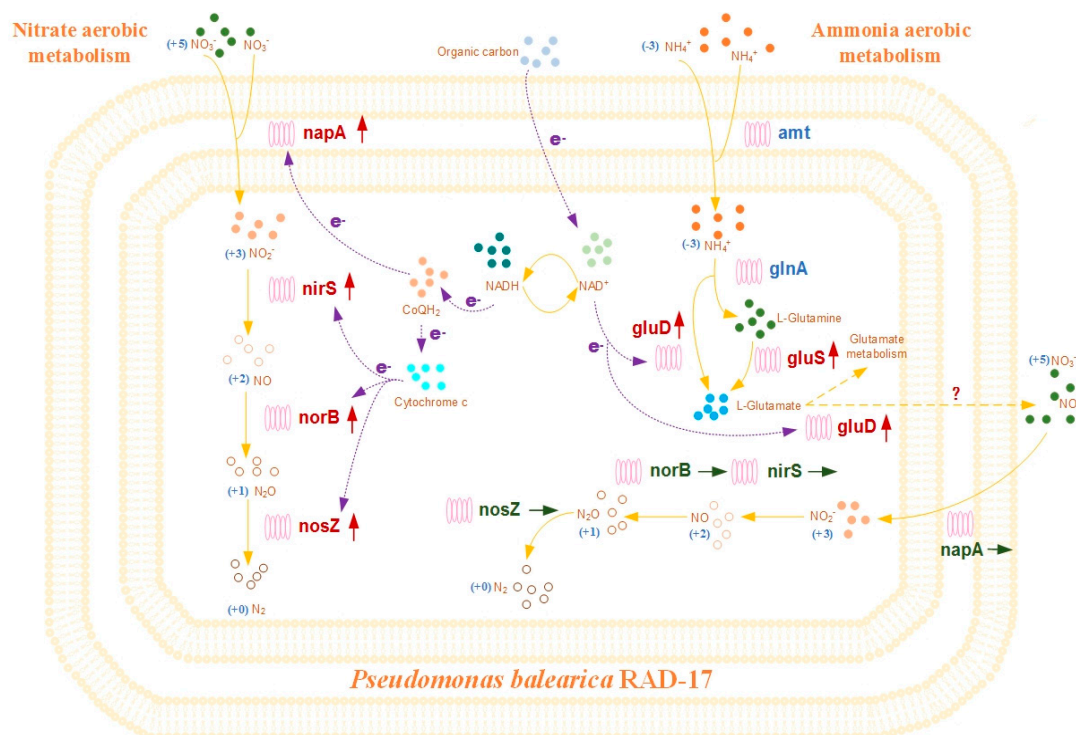 Nitrate aerobic
metabolism
(+5) NO₃⁻ NO₃⁻
Organic carbon
(-3) NH₄⁺
NH₄⁺
Ammonia aerobic
metabolism
napA
e-
e-
amt
e-
(+3) NO₂⁻
(-3) NH₄⁺
nirS
NADH
NAD⁺
glnA
CoQH₂
e-
e-
gluD
L-Glutamine
e-
gluS
Glutamate
metabolism
(+5) NO₃⁻
(+2) NO
e-
Cytochrome c
L-Glutamate
?
NO
norB
gluD
norB
nirS
(+1) N₂O
nosZ
nosZ
N₂O
(+1)
NO
(+2)
NO₂⁻
(+3)
napA
(+0) N₂
(+0) N₂
Pseudomonas balearica RAD-17